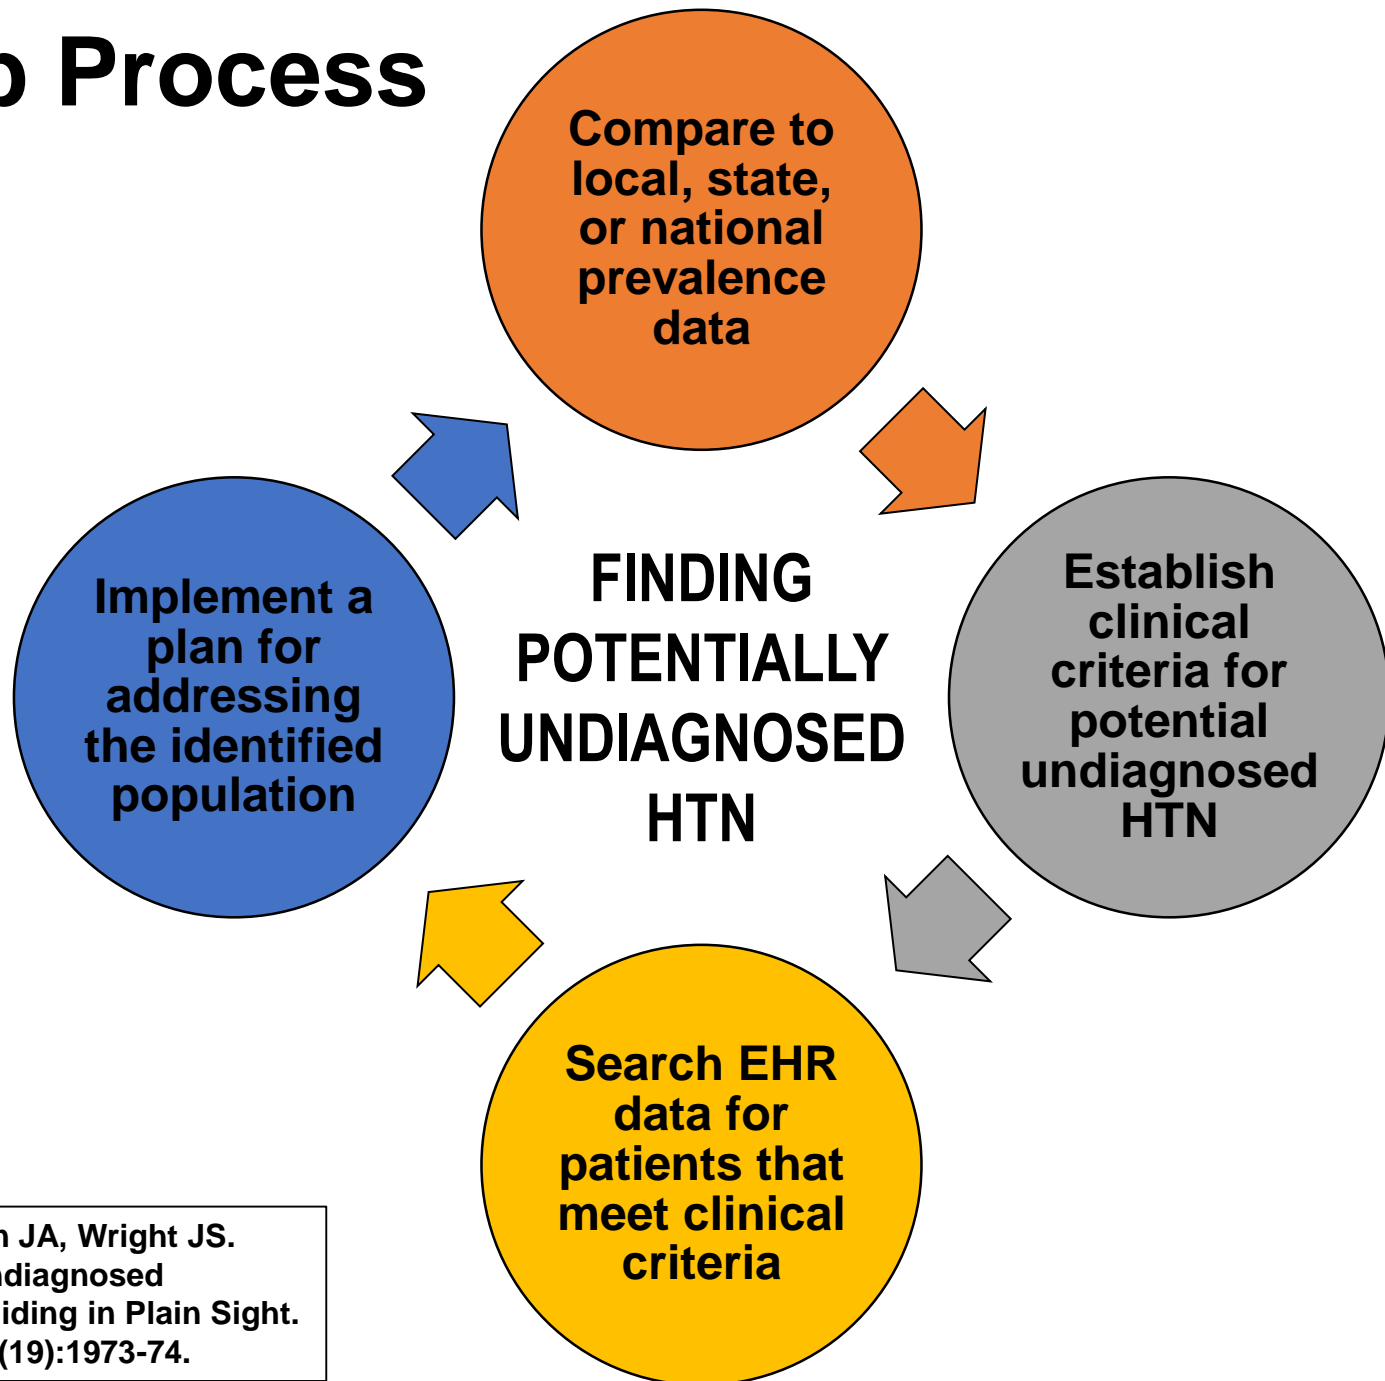 Process
Compare to
local, state,
or national
prevalence
data
Establish
clinical
criteria for
potential
undiagnosed
HTN
Search EHR
data for
patients that
meet clinical
criteria
Implement a
plan for
addressing
the identified
population
FINDING
POTENTIALLY
UNDIAGNOSED
HTN
JA, Wright JS.
iding in Plain Sight.
(19):1973-74.